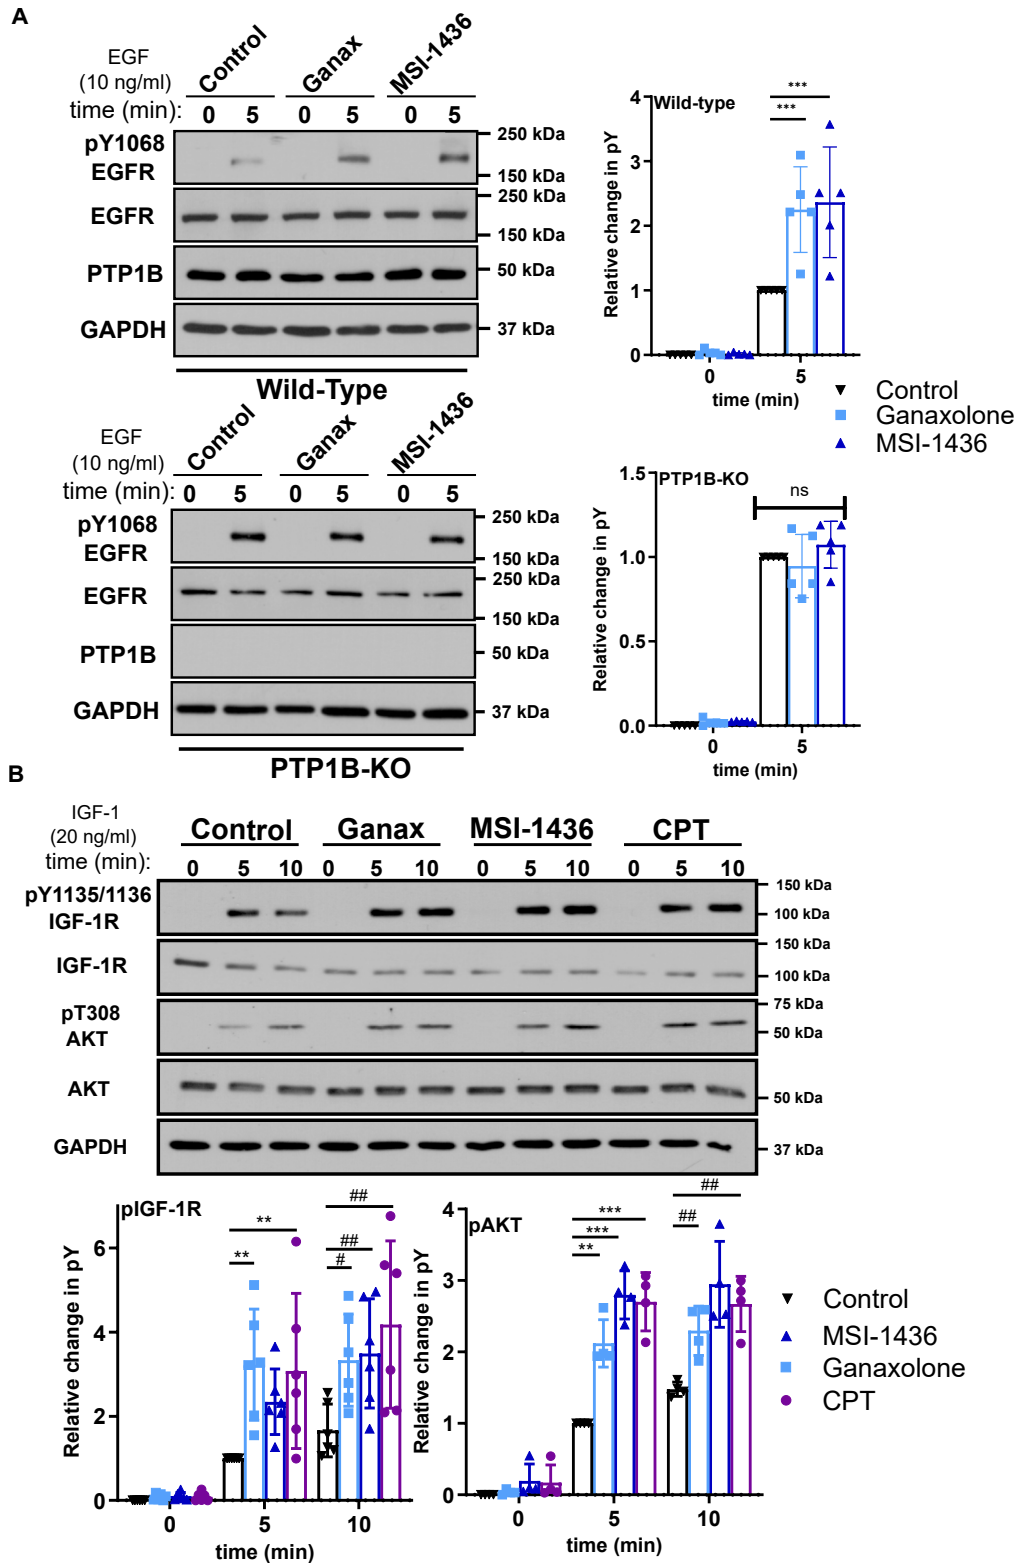 A
EGF
(10 ng/ml)
Control
Ganax
MSI-1436
time (min):
0 5 0 5 0 5
pY1068
EGFR
250 kDa
150 kDa
EGFR
250 kDa
150 kDa
PTP1B
50 kDa
GAPDH
37 kDa
Wild-Type
Wild-type
***
***
Relative change in pY
4
3
2
1
0
0 5
time (min)
Control
Ganaxolone
MSI-1436
EGF
(10 ng/ml)
Control
Ganax
MSI-1436
time (min):
0 5 0 5 0 5
pY1068
EGFR
250 kDa
150 kDa
EGFR
250 kDa
150 kDa
PTP1B
50 kDa
GAPDH
37 kDa
PTP1B-KO
PTP1B-KO
ns
Relative change in pY
1.5
1.0
0.5
0.0
0 5
time (min)
B
IGF-1
(20 ng/ml)
Control Ganax MSI-1436 CPT
time (min):
0 5 10 0 5 10 0 5 10 0 5 10
pY1135/1136
IGF-1R
150 kDa
100 kDa
IGF-1R
150 kDa
100 kDa
pT308
AKT
75 kDa
50 kDa
AKT
50 kDa
GAPDH
37 kDa
pIGF-1R
**
**
##
##
#
Relative change in pY
6
4
2
0
0 5 10
time (min)
pAKT
***
***
**
##
##
Relative change in pY
4
3
2
1
0
0 5 10
time (min)
Control
MSI-1436
Ganaxolone
CPT